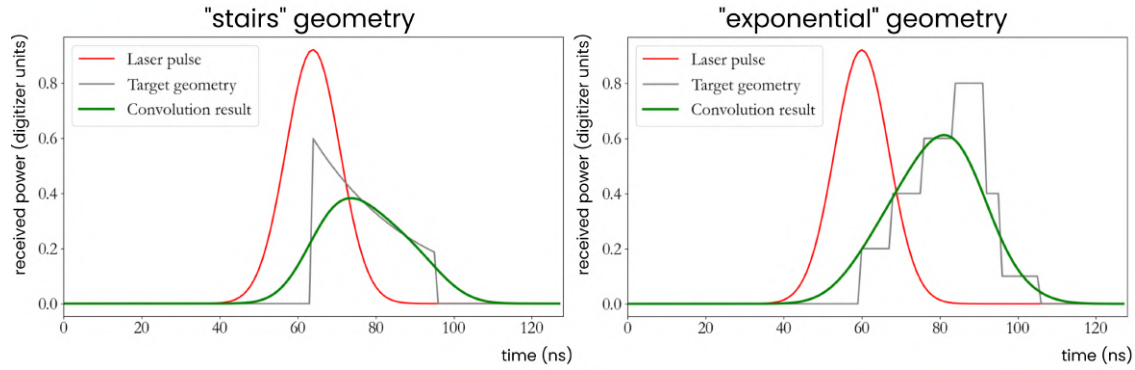 "stairs" geometry
received power (digitizer units)
Laser pulse
Target geometry
Convolution result
0.8
0.6
0.4
0.2
0.0
0 20 40 60 80 100 120
time (ns)
"exponential" geometry
received power (digitizer units)
Laser pulse
Target geometry
Convolution result
0.8
0.6
0.4
0.2
0.0
0 20 40 60 80 100 120
time (ns)